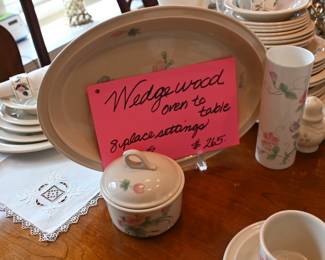 Wedgewood
oven to
table
8 place settings
$265.